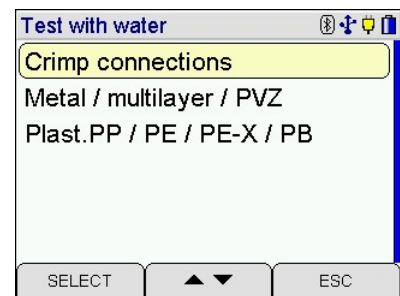 Test with water
Crimp connections
Metal / multilayer / PVZ
Plast.PP / PE / PE-X / PB
SELECT
ESC